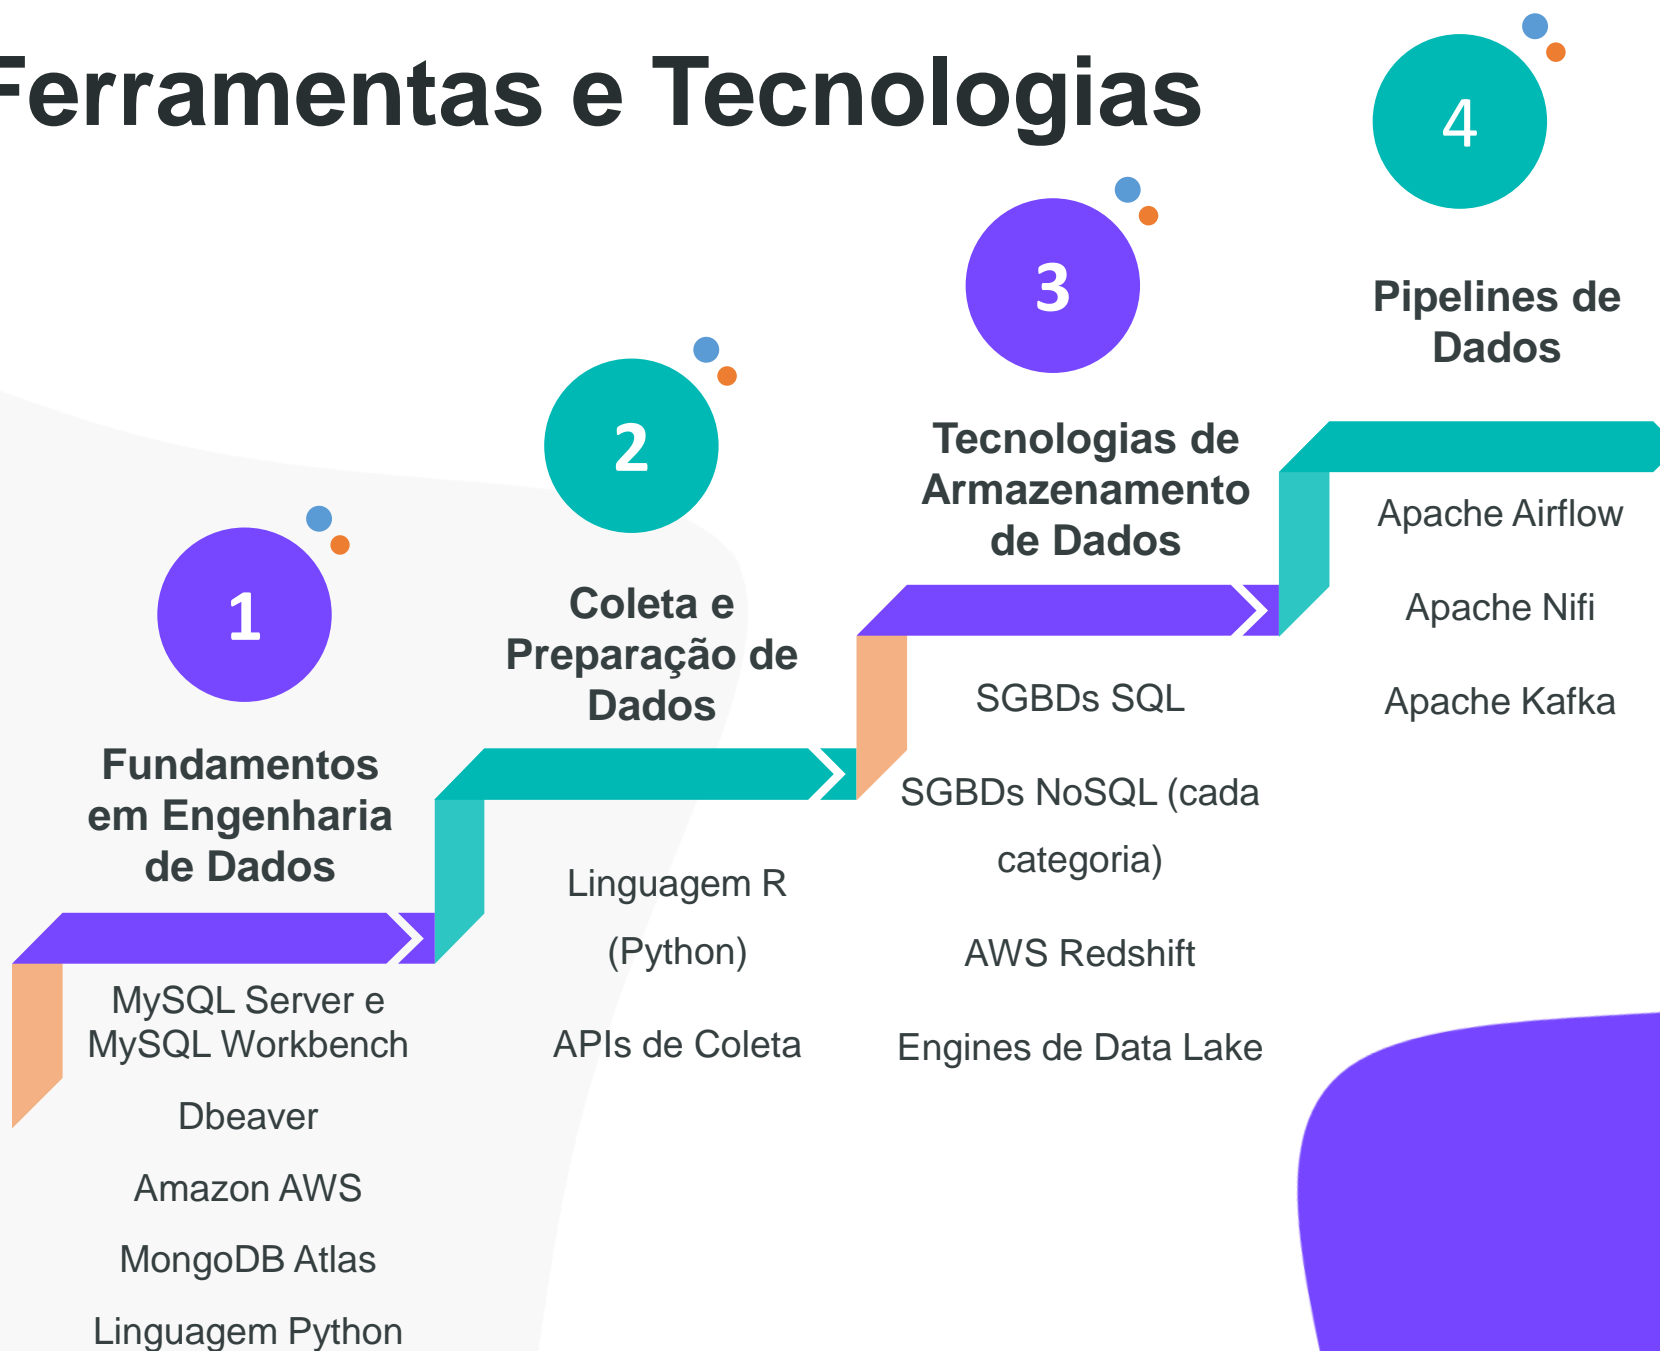 Ferramentas e Tecnologias
1
Fundamentos
em Engenharia
de Dados
MySQL Server e
MySQL Workbench
Dbeaver
Amazon AWS
MongoDB Atlas
Linguagem Python
2
Coleta e
Preparação de
Dados
Linguagem R
(Python)
APIs de Coleta
3
Tecnologias de
Armazenamento
de Dados
SGBDs SQL
SGBDs NoSQL (cada
categoria)
AWS Redshift
Engines de Data Lake
4
Pipelines de
Dados
Apache Airflow
Apache Nifi
Apache Kafka